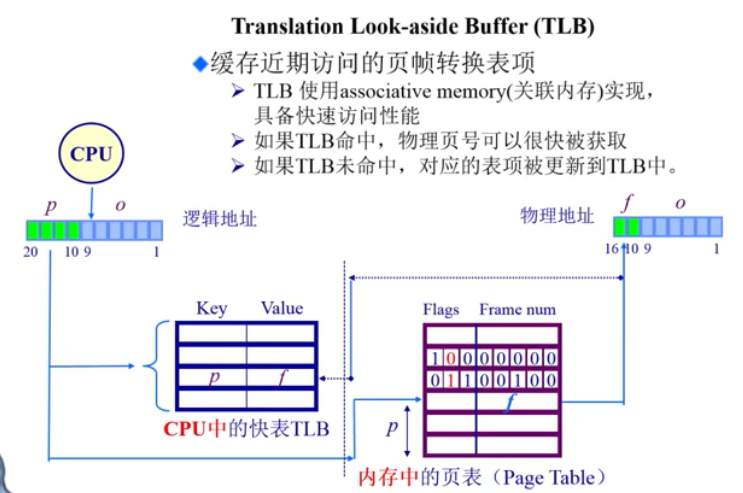 Translation Look-aside Buffer (TLB)
缓存近期访问的页帧转换表项
TLB 使用associative memory(关联内存)实现，
具备快速访问性能
如果TLB命中，物理页号可以很快被获取
如果TLB未命中，对应的表项被更新到TLB中。
CPU
p o
逻辑地址
20 10 9 1
物理地址
f o
16 10 9 1
Key Value
p f
CPU中的快表TLB
Flags Frame num
1 0 0 0 0 0 0 0
0 1 1 0 0 1 0 0
f
p
内存中的页表（Page Table）